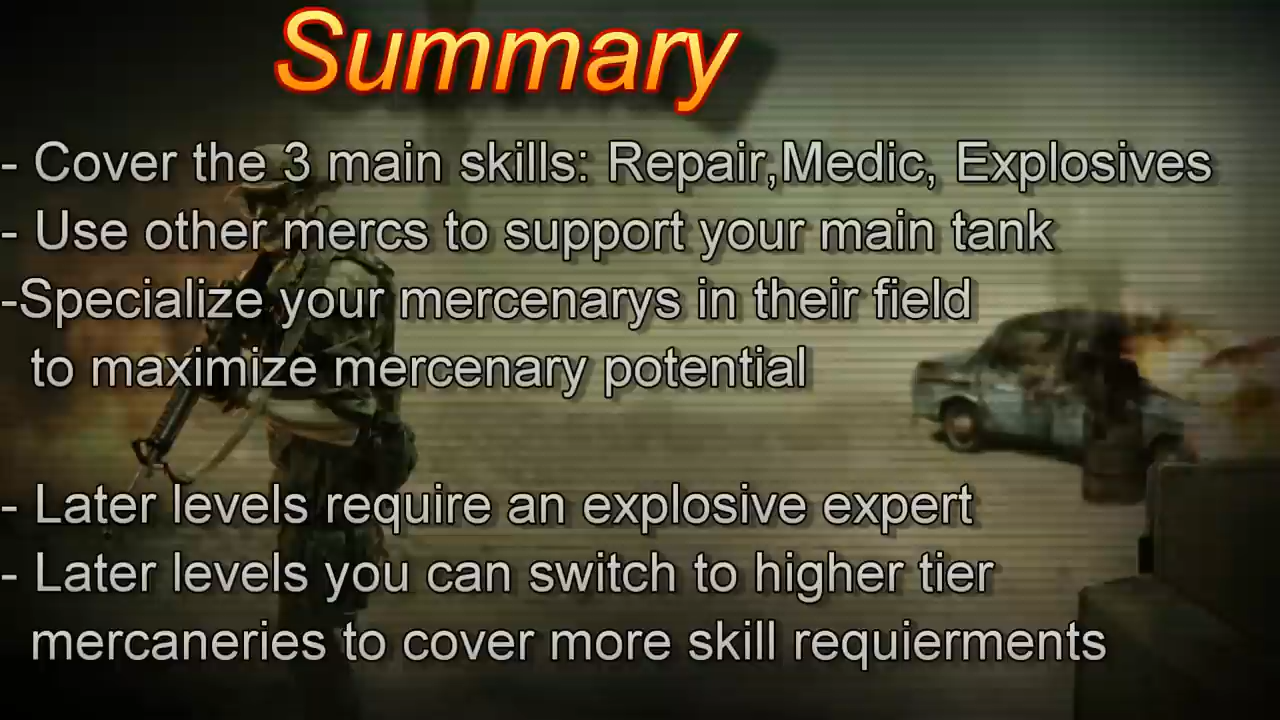 Summary
- Cover the 3 main skills: Repair,Medic, Explosives
- Use other mercs to support your main tank
-Specialize your mercenarys in their field
to maximize mercenary potential
- Later levels require an explosive expert
- Later levels you can switch to higher tier
mercaneries to cover more skill requierments